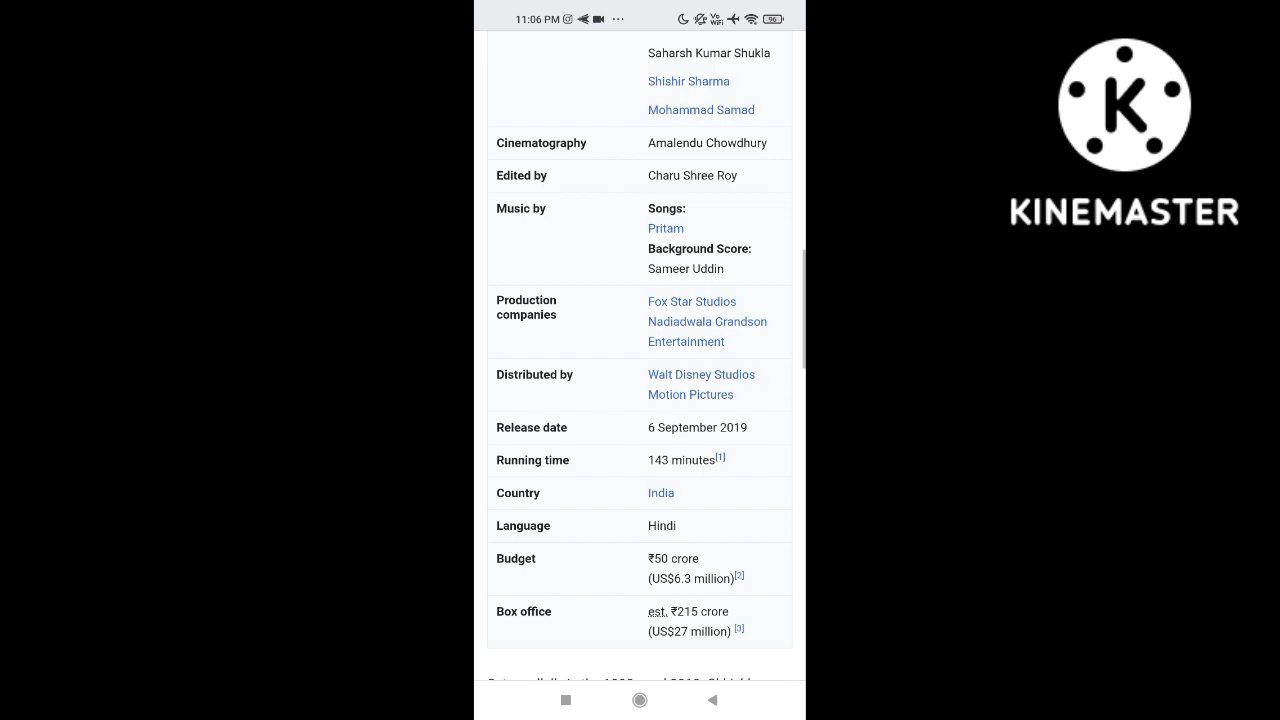 11:06 PM
Vo
WiFi
96
Saharsh Kumar Shukla
Shishir Sharma
Mohammad Samad
Cinematography Amalendu Chowdhury
Edited by Charu Shree Roy
Music by Songs:
Pritam
Background Score:
Sameer Uddin
Production companies Fox Star Studios
Nadiadwala Grandson
Entertainment
Distributed by Walt Disney Studios
Motion Pictures
Release date 6 September 2019
Running time 143 minutes[1]
Country India
Language Hindi
Budget ₹50 crore
(US$6.3 million)[2]
Box office est. ₹215 crore
(US$27 million) [3]
K
KINEMASTER